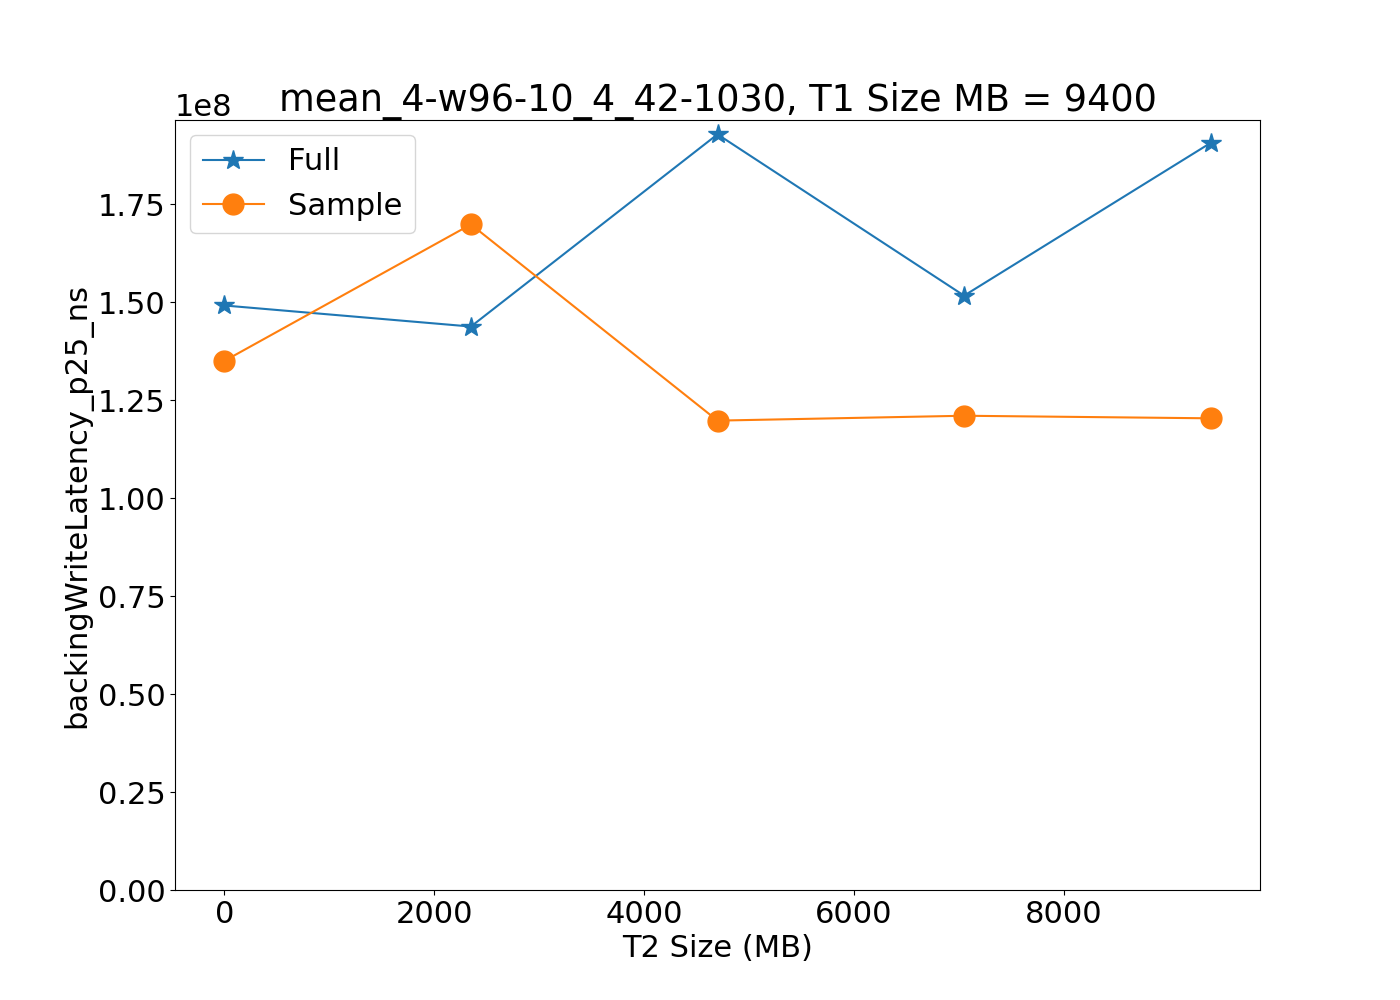 1e8
mean_4-w96-10_4_42-1030, T1 Size MB = 9400
Full
Sample
1.75
1.50
1.25
1.00
0.75
0.50
0.25
0.00
backingWriteLatency_p25_ns
0 2000 4000 6000 8000
T2 Size (MB)